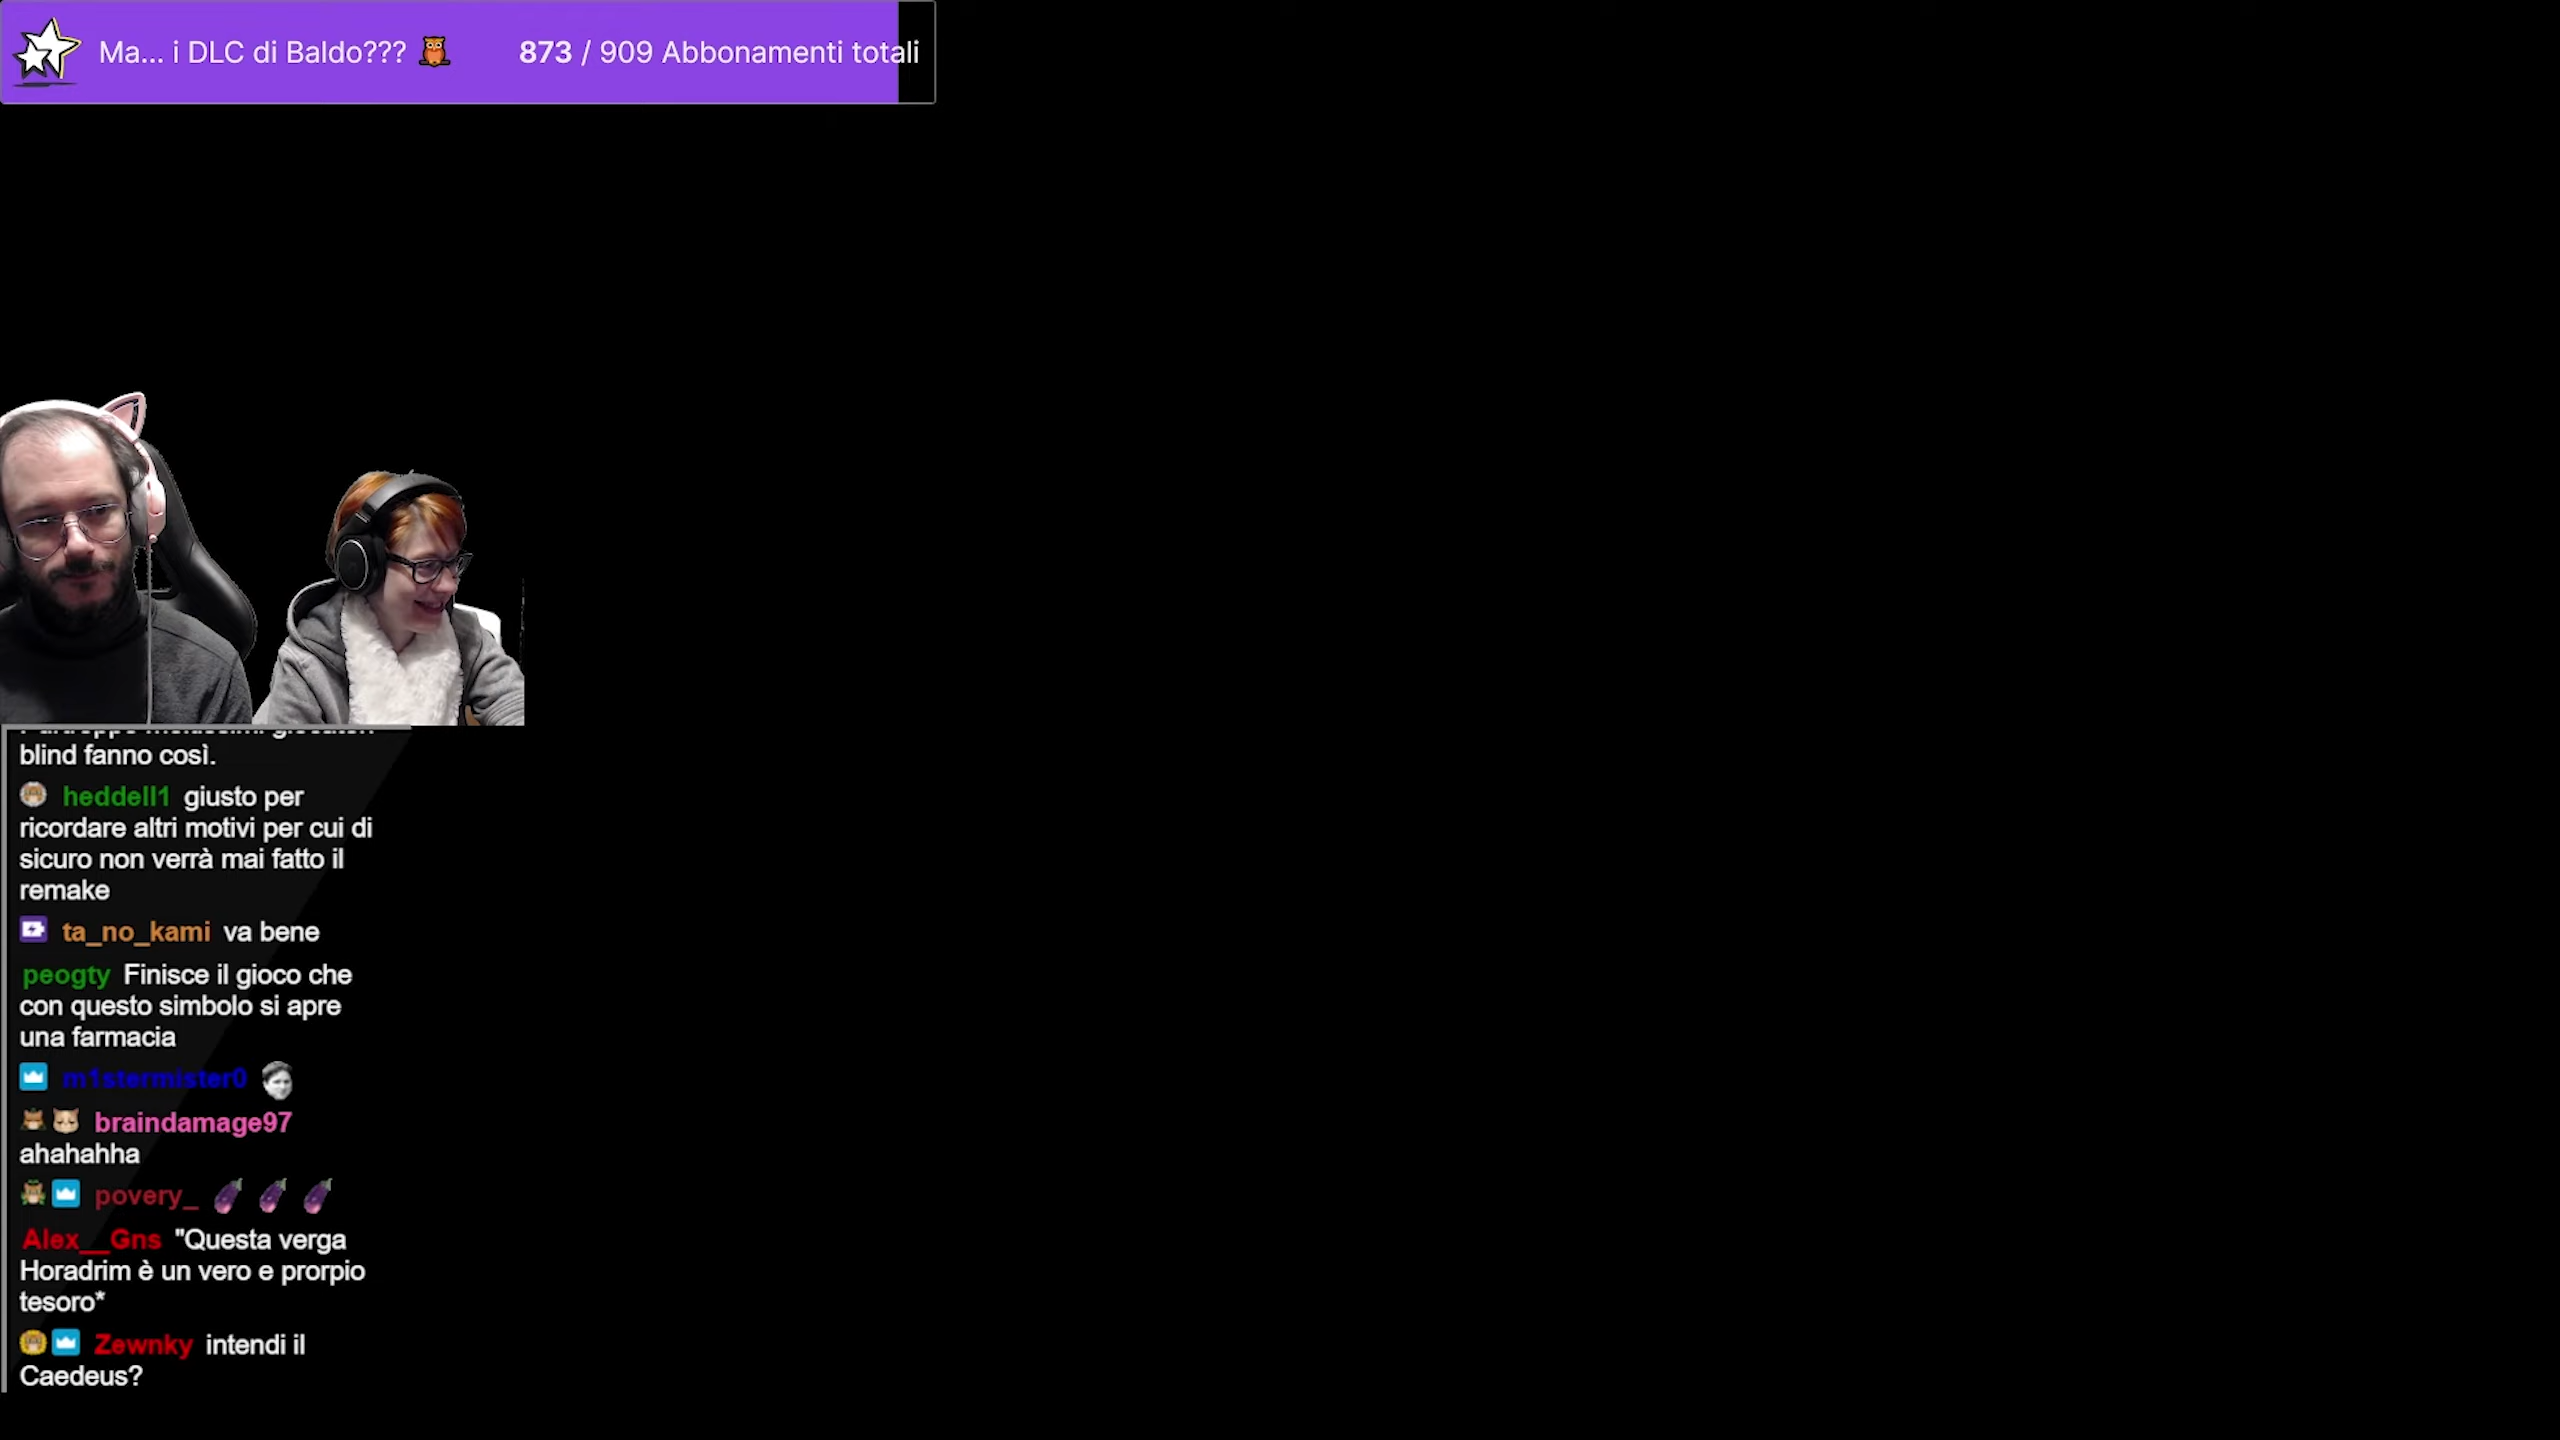 Ma... i DLC di Baldo??? 873 / 909 Abbonamenti totali
blind fanno così.
heddell1 giusto per
ricordare altri motivi per cui di
sicuro non verrà mai fatto il
remake
ta_no_kami va bene
peogty Finisce il gioco che
con questo simbolo si apre
una farmacia
m1stermister0
braindamage97
ahahahha
povery_
Alex__Gns "Questa verga
Horadrim è un vero e prorpio
tesoro*
Zewnky intendi il
Caedeus?